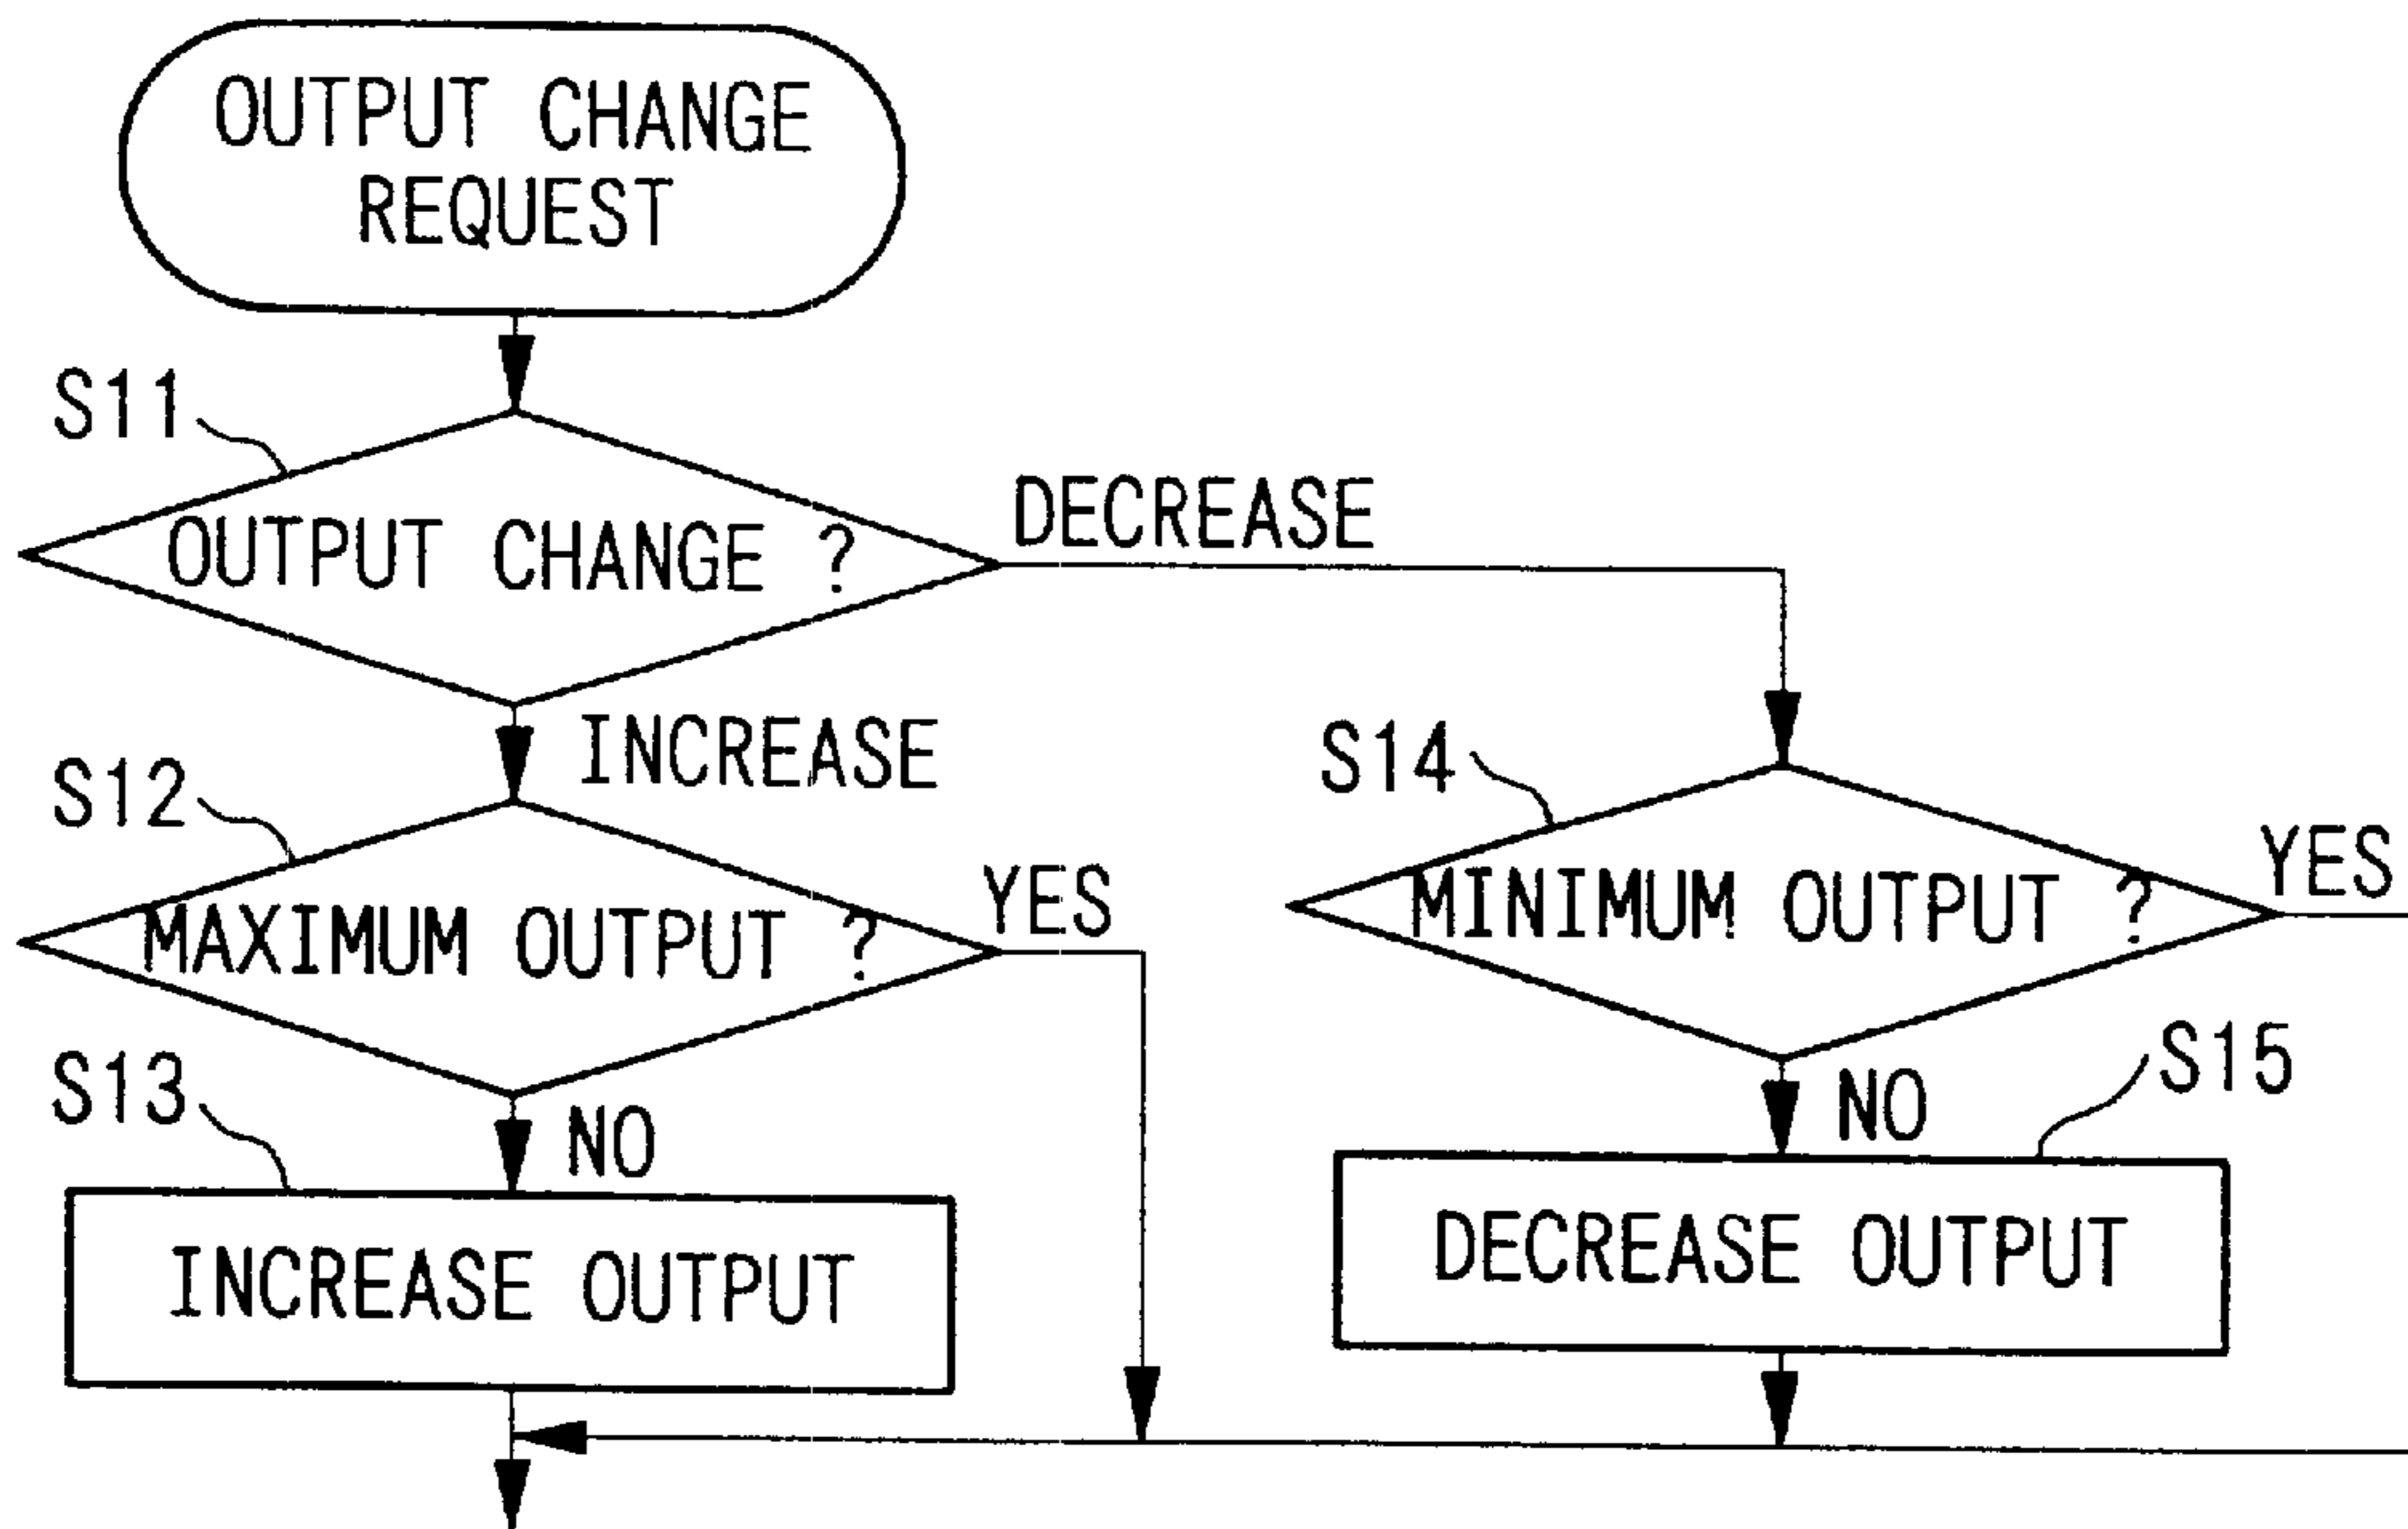 OUTPUT CHANGE
REQUEST
S11
OUTPUT CHANGE ?
DECREASE
INCREASE
S12
MAXIMUM OUTPUT ?
YES
S14
MINIMUM OUTPUT ?
YES
S13
NO
INCREASE OUTPUT
NO
S15
DECREASE OUTPUT